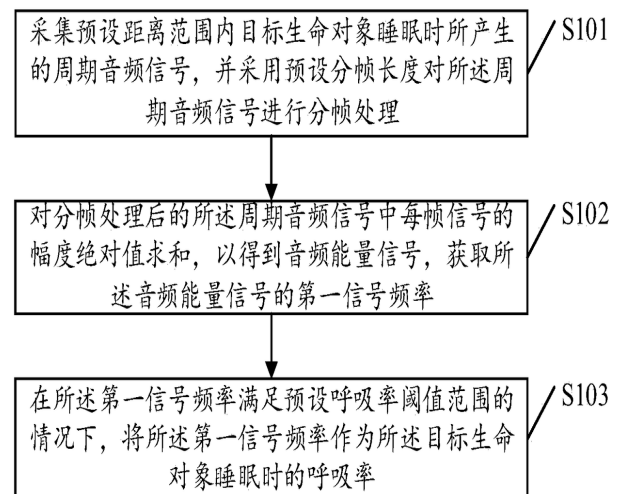 采集预设距离范围内目标生命对象睡眠时所产生
的周期音频信号，并采用预设分帧长度对所述周
期音频信号进行分帧处理
S101
对分帧处理后的所述周期音频信号中每帧信号的
幅度绝对值求和，以得到音频能量信号，获取所
述音频能量信号的第一信号频率
S102
在所述第一信号频率满足预设呼吸率阈值范围的
情况下，将所述第一信号频率作为所述目标生命
对象睡眠时的呼吸率
S103